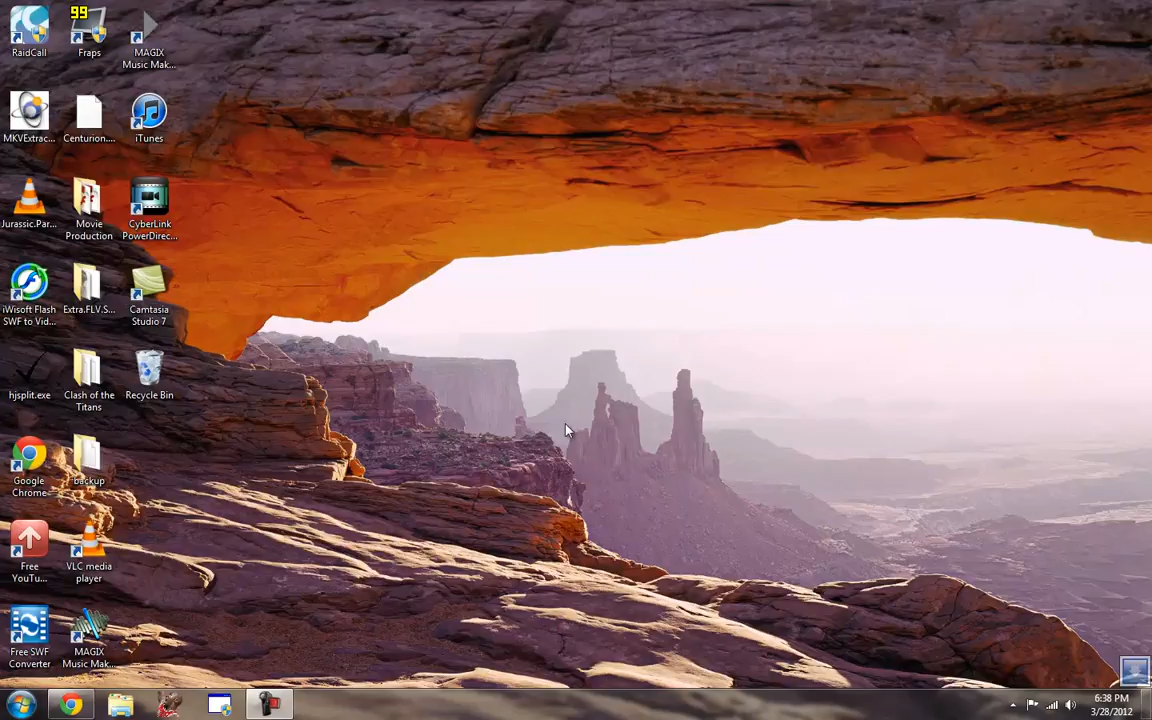 99
RaidCall
Fraps
MAGIX
Music Mak...
MKVExtrac...
Centurion....
iTunes
Jurassic.Par...
Movie
Production
CyberLink
PowerDirec...
iWisoft Flash
SWF to Vid...
Extra.FLV.S...
Camtasia
Studio 7
hjsplit.exe
Clash of the
Titans
Recycle Bin
Google
Chrome
backup
Free
YouTu...
VLC media
player
Free SWF
Converter
MAGIX
Music Mak...
6:38 PM
3/28/2012